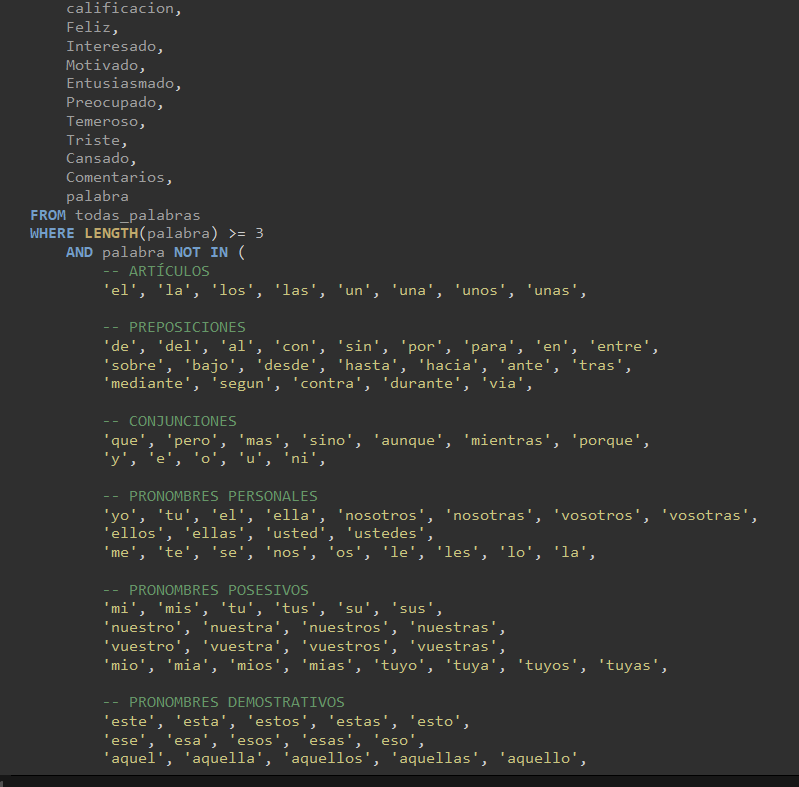 calificacion,
Feliz,
Interesado,
Motivado,
Entusiasmado,
Preocupado,
Temeroso,
Triste,
Cansado,
Comentarios,
palabra
FROM todas_palabras
WHERE LENGTH(palabra) >= 3
AND palabra NOT IN (
-- ARTÍCULOS
'el', 'la', 'los', 'las', 'un', 'una', 'unos', 'unas',
-- PREPOSICIONES
'de', 'del', 'al', 'con', 'sin', 'por', 'para', 'en', 'entre',
'sobre', 'bajo', 'desde', 'hasta', 'hacia', 'ante', 'tras',
'mediante', 'segun', 'contra', 'durante', 'via',
-- CONJUNCIONES
'que', 'pero', 'mas', 'sino', 'aunque', 'mientras', 'porque',
'y', 'e', 'o', 'u', 'ni',
-- PRONOMBRES PERSONALES
'yo', 'tu', 'el', 'ella', 'nosotros', 'nosotras', 'vosotros', 'vosotras',
'ellos', 'ellas', 'usted', 'ustedes',
'me', 'te', 'se', 'nos', 'os', 'le', 'les', 'lo', 'la',
-- PRONOMBRES POSESIVOS
'mi', 'mis', 'tu', 'tus', 'su', 'sus',
'nuestro', 'nuestra', 'nuestros', 'nuestras',
'vuestro', 'vuestra', 'vuestros', 'vuestras',
'mio', 'mia', 'mios', 'mias', 'tuyo', 'tuya', 'tuyos', 'tuyas',
-- PRONOMBRES DEMOSTRATIVOS
'este', 'esta', 'estos', 'estas', 'esto',
'ese', 'esa', 'esos', 'esas', 'eso',
'aquel', 'aquella', 'aquellos', 'aquellas', 'aquello',